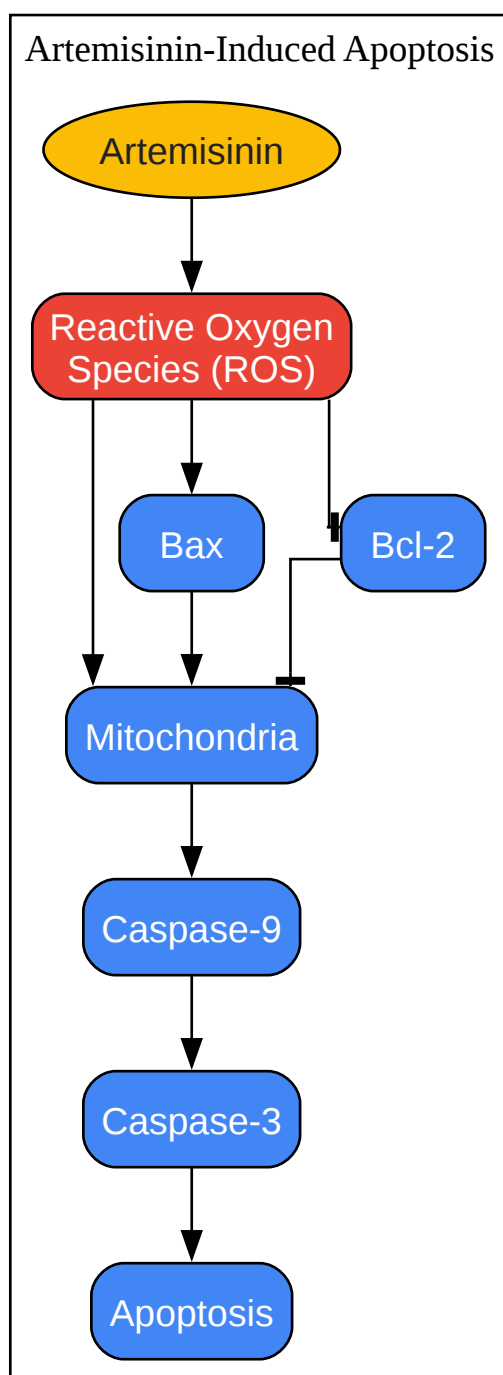 Artemisinin-Induced Apoptosis
Artemisinin
Reactive Oxygen
Species (ROS)
Bax
Bcl-2
Mitochondria
Caspase-9
Caspase-3
Apoptosis